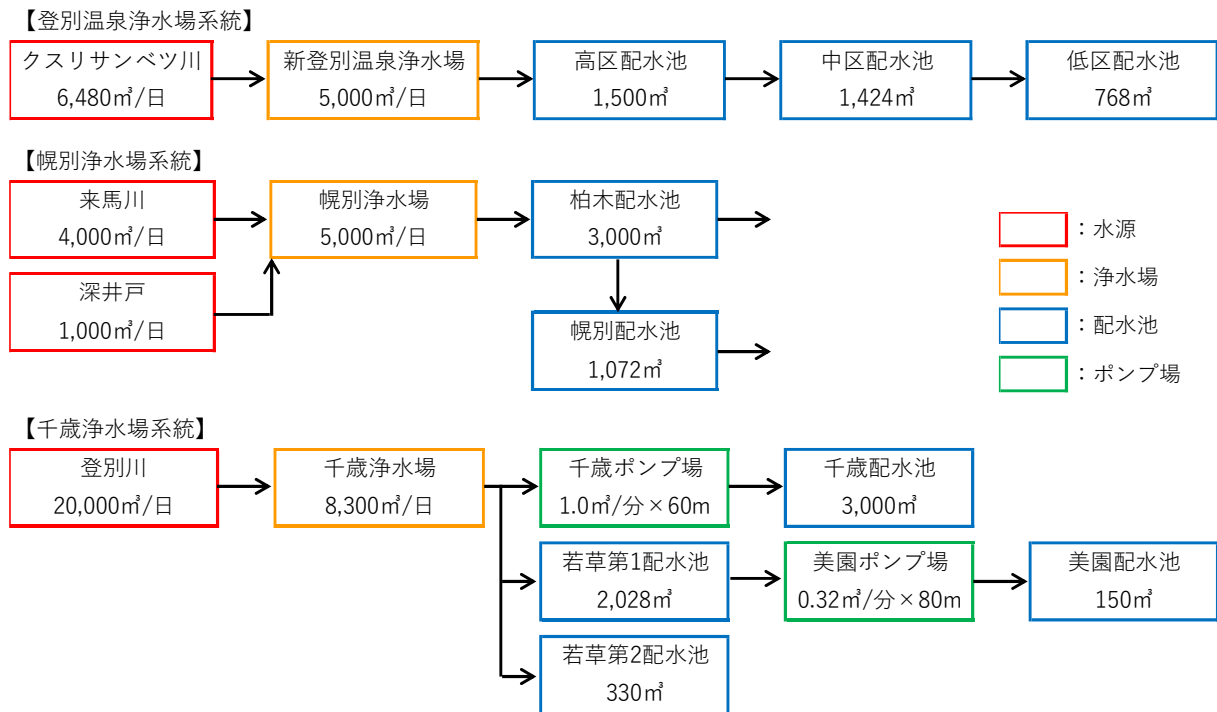 【登別温泉浄水場系統】
クスリサンベツ川
6,480㎥/日
新登別温泉浄水場
5,000㎥/日
高区配水池
1,500㎥
中区配水池
1,424㎥
低区配水池
768㎥
【幌別浄水場系統】
来馬川
4,000㎥/日
幌別浄水場
5,000㎥/日
柏木配水池
3,000㎥
深井戸
1,000㎥/日
幌別配水池
1,072㎥
：水源
：浄水場
：配水池
：ポンプ場
【千歳浄水場系統】
登別川
20,000㎥/日
千歳浄水場
8,300㎥/日
千歳ポンプ場
1.0㎥/分×60m
千歳配水池
3,000㎥
若草第1配水池
2,028㎥
美園ポンプ場
0.32㎥/分×80m
美園配水池
150㎥
若草第2配水池
330㎥